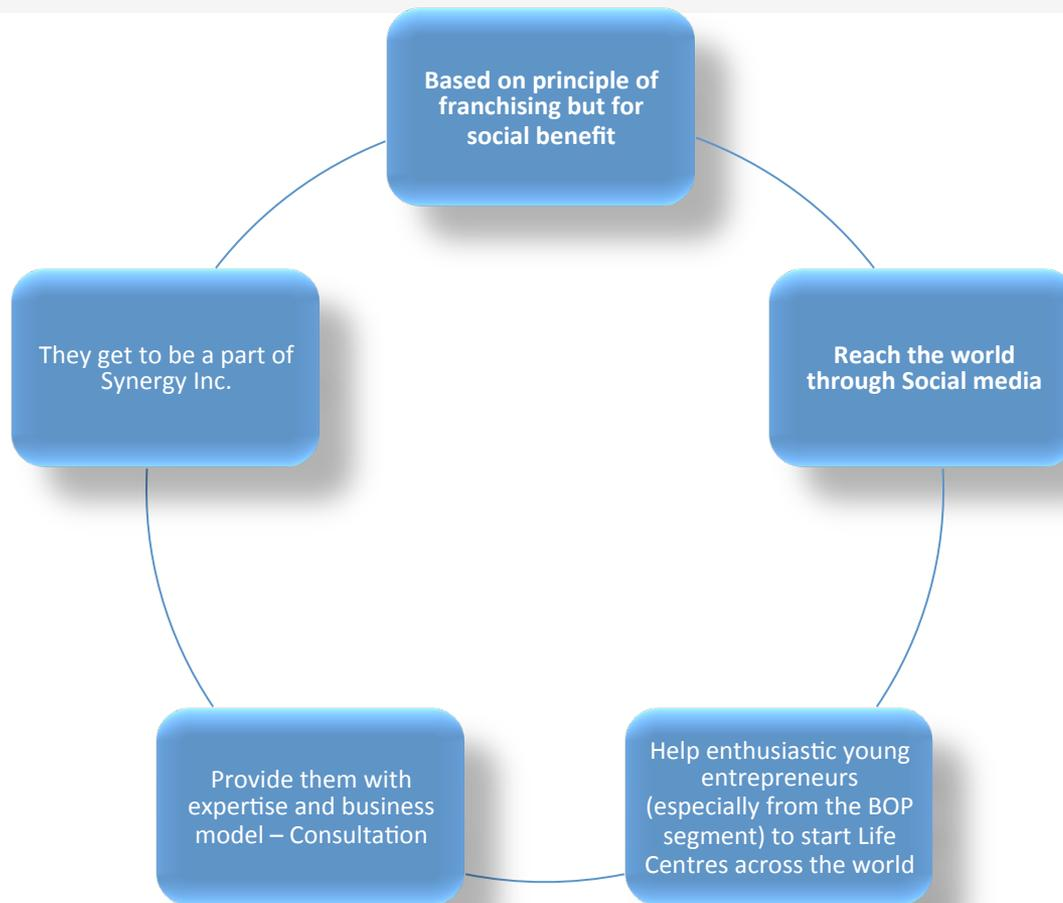 Based on principle of
franchising but for
social benefit
Reach the world
through Social media
Help enthusiastic young
entrepreneurs
(especially from the BOP
segment) to start Life
Centres across the world
Provide them with
expertise and business
model – Consultation
They get to be a part of
Synergy Inc.